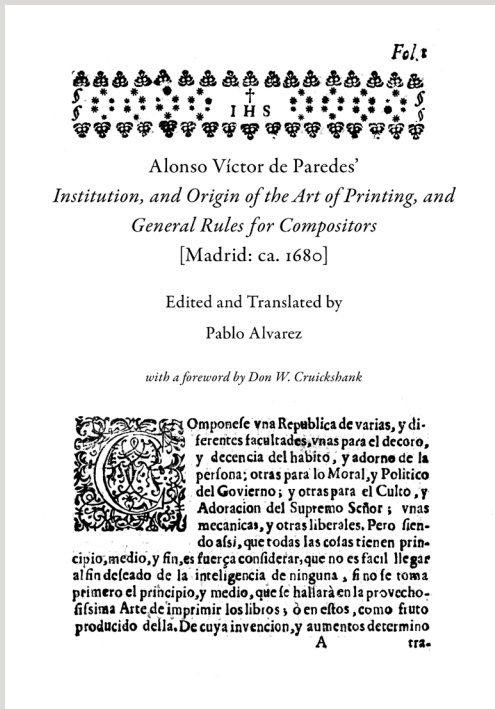 Fol.1
† 
IHS
Alonso Víctor de Paredes’
Institution, and Origin of the Art of Printing, and
General Rules for Compositors
[Madrid: ca. 1680]
Edited and Translated by
Pablo Alvarez
with a foreword by Don W. Cruickshank
Componeſe vna Republica de varias, y di-
ferentes facultades, vnas para el decoro,
y decencia del habito, y adorno de la
perſona; otras para lo Moral, y Politico
del Govierno; y otras para el Culto, y
Adoracion del Supremo Señor; vnas
mecanicas, y otras liberales. Pero ſien-
do aſsi, que todas las coſas tienen prin-
cipio, medio, y fin, es fuerça conſiderar, que no es facil llegar
al fin deſeado de la inteligencia de ninguna, ſi no ſe toma
primero el principio, y medio, que ſe hallarà en la provecho-
ſiſsima Arte de imprimir los libros; ò en eſtos, como fruto
producido della. De cuya invencion, y aumentos determino
A tra-